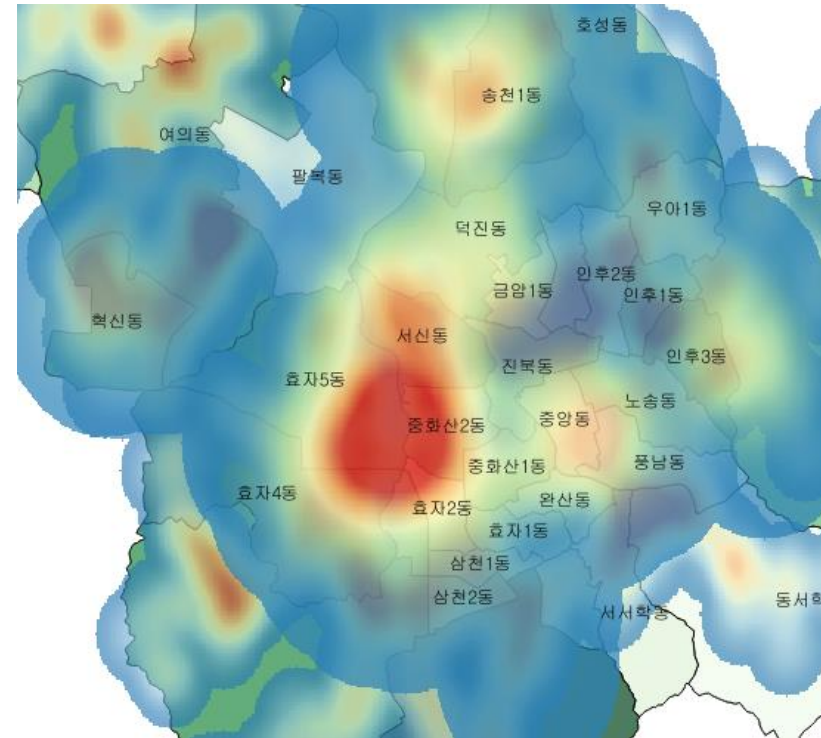 호성동
송천1동
여의동
팔복동
우아1동
덕진동
인후2동
금암1동
인후1동
혁신동
서신동
인후3동
진북동
효자5동
노송동
중앙동
중화산2동
풍남동
중화산1동
효자4동
완산동
효자2동
효자1동
삼천1동
삼천2동
동서학
서서학동